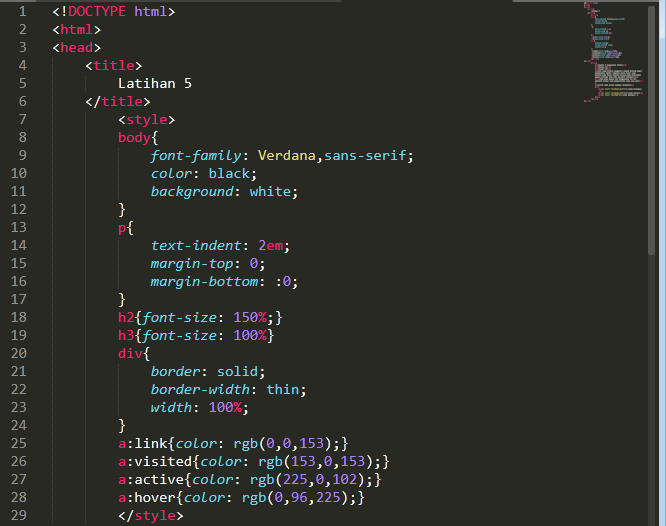 1 <!DOCTYPE html>
2 <html>
3 <head>
4 <title>
5 Latihan 5
6 </title>
7 <style>
8 body{
9 font-family: Verdana,sans-serif;
10 color: black;
11 background: white;
12 }
13 p{
14 text-indent: 2em;
15 margin-top: 0;
16 margin-bottom: :0;
17 }
18 h2{font-size: 150%;}
19 h3{font-size: 100%}
20 div{
21 border: solid;
22 border-width: thin;
23 width: 100%;
24 }
25 a:link{color: rgb(0,0,153);}
26 a:visited{color: rgb(153,0,153);}
27 a:active{color: rgb(225,0,102);}
28 a:hover{color: rgb(0,96,225);}
29 </style>